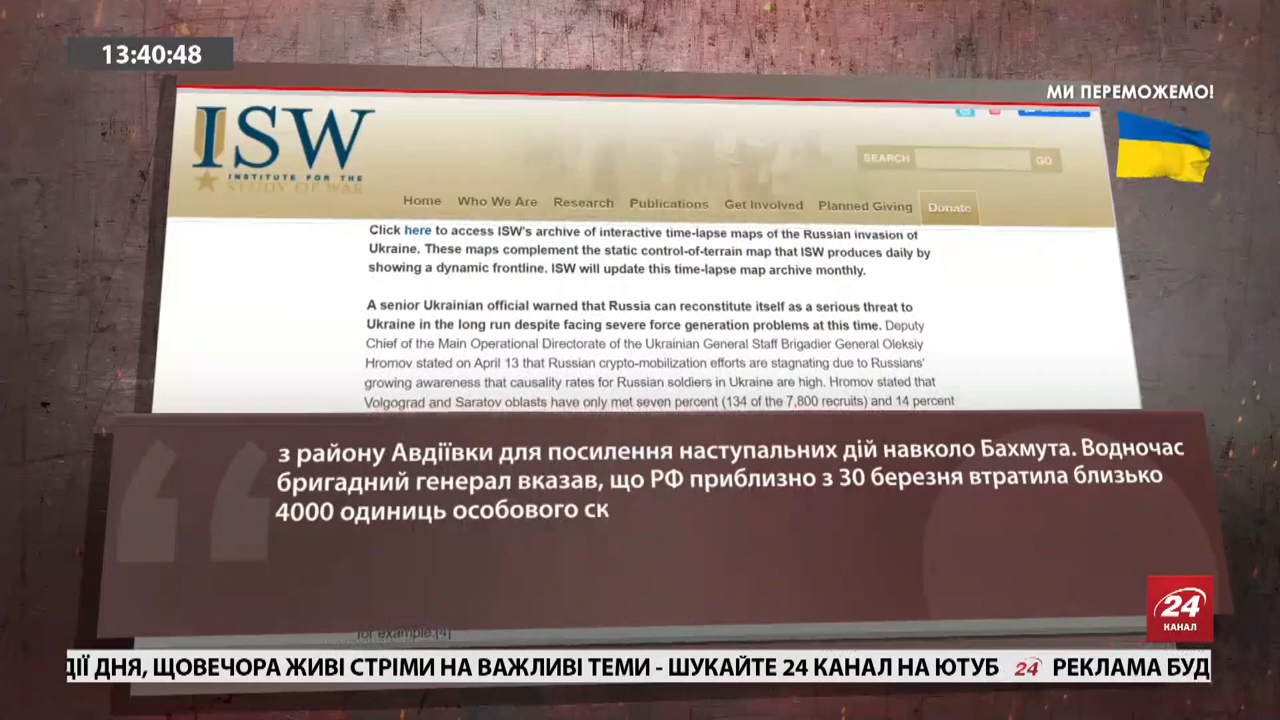 13:40:48
МИ ПЕРЕМОЖЕМО!
ISW
INSTITUTE FOR THE
STUDY OF WAR
SEARCH GO
Home Who We Are Research Publications Get Involved Planned Giving Donate
Click here to access ISW's archive of interactive time-lapse maps of the Russian invasion of
Ukraine. These maps complement the static control-of-terrain map that ISW produces daily by
showing a dynamic frontline. ISW will update this time-lapse map archive monthly.
A senior Ukrainian official warned that Russia can reconstitute itself as a serious threat to
Ukraine in the long run despite facing severe force generation problems at this time. Deputy
Chief of the Main Operational Directorate of the Ukrainian General Staff Brigadier General Oleksiy
Hromov stated on April 13 that Russian crypto-mobilization efforts are stagnating due to Russians'
growing awareness that causality rates for Russian soldiers in Ukraine are high. Hromov stated that
Volgograd and Saratov oblasts have only met seven percent (134 of the 7,800 recruits) and 14 percent
з району Авдіївки для посилення наступальних дій навколо Бахмута. Водночас
бригадний генерал вказав, що РФ приблизно з 30 березня втратила близько
4000 одиниць особового ск
for example.[4]
24
КАНАЛ
ДІЇ ДНЯ, ЩОВЕЧОРА ЖИВІ СТРІМИ НА ВАЖЛИВІ ТЕМИ - ШУКАЙТЕ 24 КАНАЛ НА ЮТУБ 24 РЕКЛАМА БУД